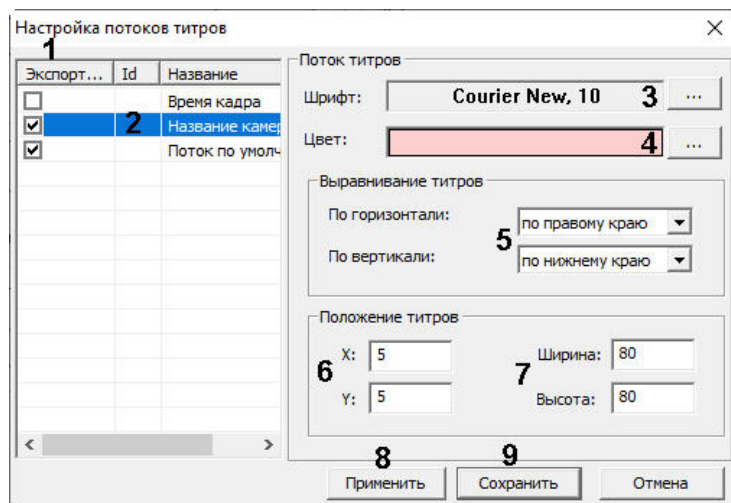 Настройка потоков титров
1
Экспорт... Id Название
Время кадра
2 Название камер
Поток по умолч
Поток титров
Шрифт: Courier New, 10 3 ...
Цвет: 4 ...
Выравнивание титров
По горизонтали: по правому краю
5
По вертикали: по нижнему краю
Положение титров
X: 5 Ширина: 80
6 7
Y: 5 Высота: 80
8 9
Применить Сохранить Отмена